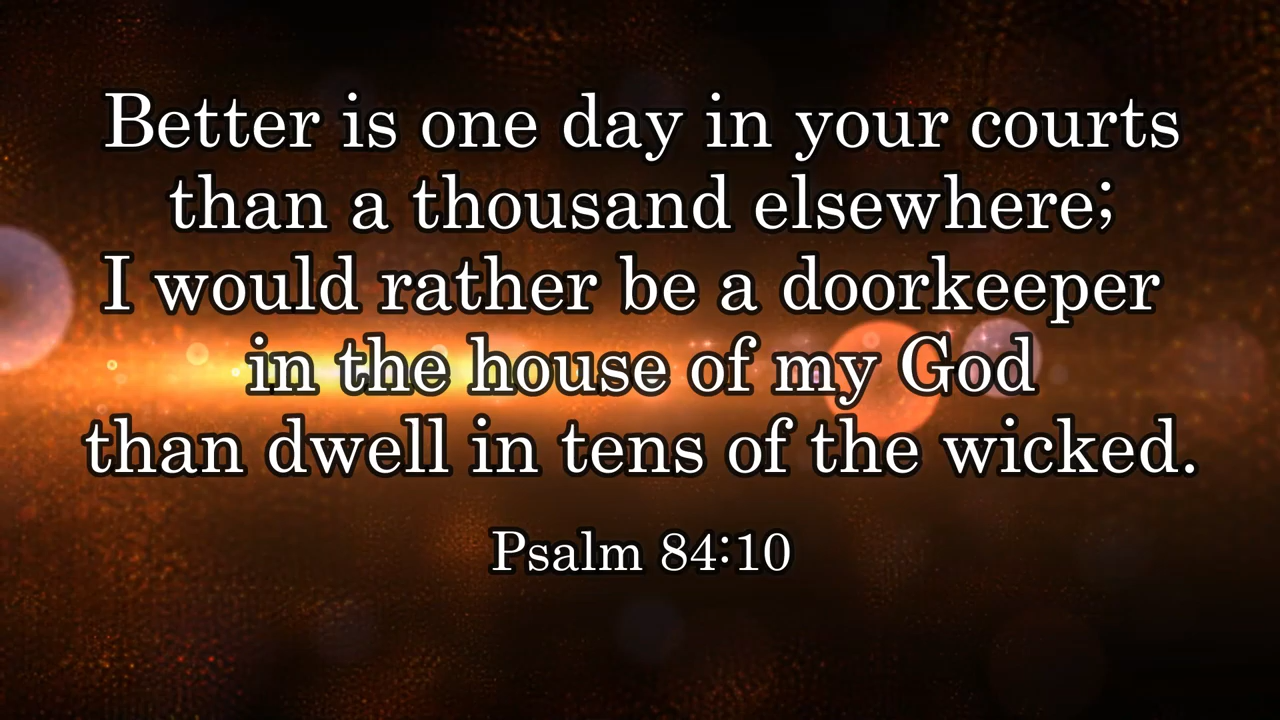 Better is one day in your courts
than a thousand elsewhere;
I would rather be a doorkeeper
in the house of my God
than dwell in tens of the wicked.
Psalm 84:10